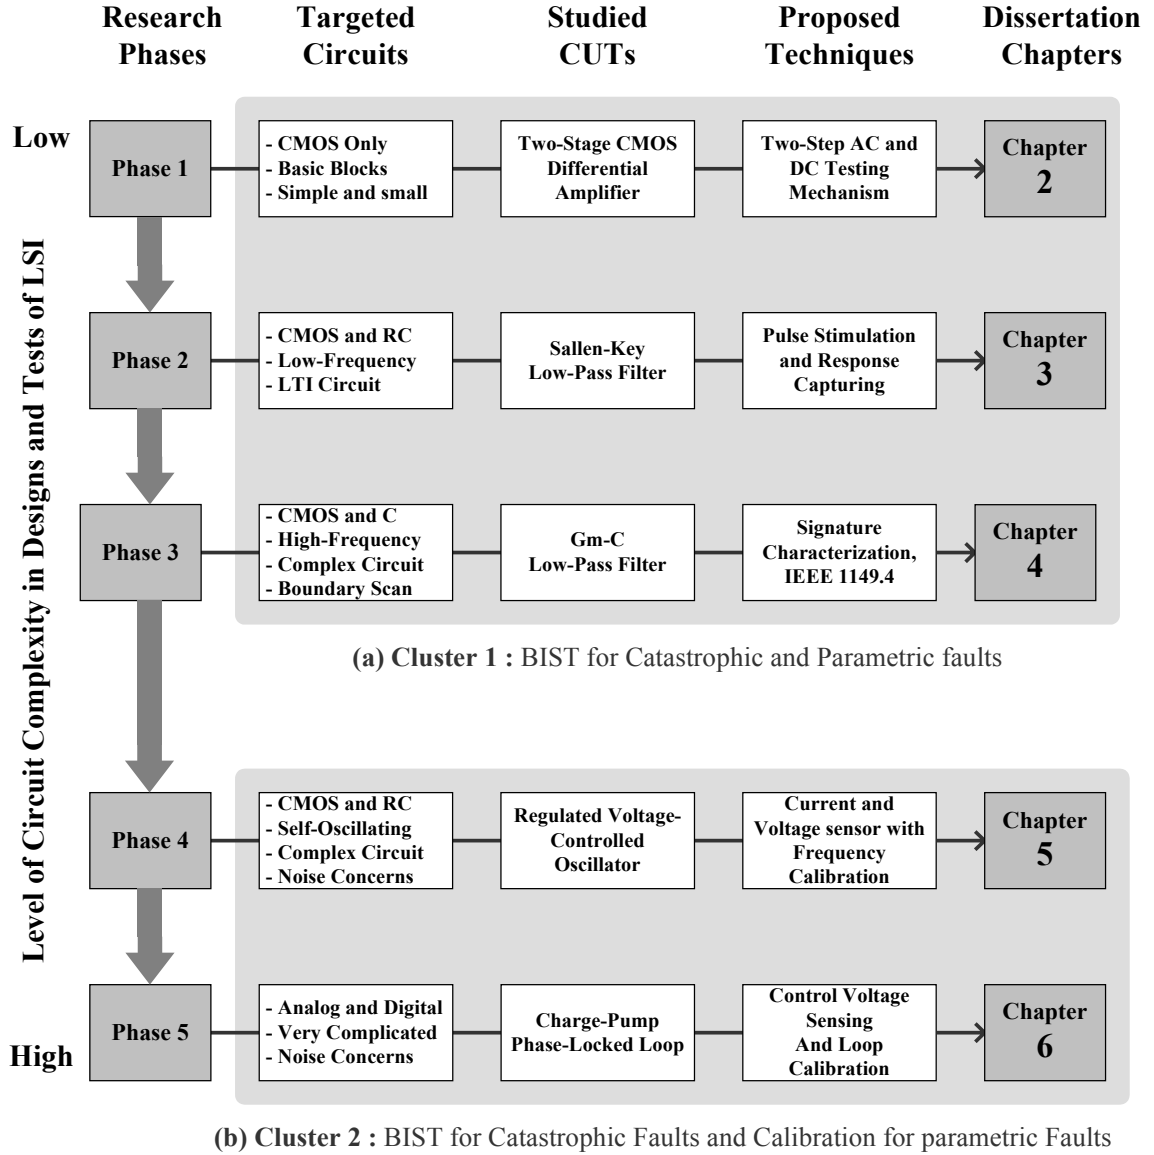 Research
Phases
Targeted
Circuits
Studied
CUTs
Proposed
Techniques
Dissertation
Chapters
Low
Level of Circuit Complexity in Designs and Tests of LSI
High
Phase 1
- CMOS Only
- Basic Blocks
- Simple and small
Two-Stage CMOS
Differential
Amplifier
Two-Step AC and
DC Testing
Mechanism
Chapter
2
Phase 2
- CMOS and RC
- Low-Frequency
- LTI Circuit
Sallen-Key
Low-Pass Filter
Pulse Stimulation
and Response
Capturing
Chapter
3
Phase 3
- CMOS and C
- High-Frequency
- Complex Circuit
- Boundary Scan
Gm-C
Low-Pass Filter
Signature
Characterization,
IEEE 1149.4
Chapter
4
(a) Cluster 1 : BIST for Catastrophic and Parametric faults
Phase 4
- CMOS and RC
- Self-Oscillating
- Complex Circuit
- Noise Concerns
Regulated Voltage-
Controlled
Oscillator
Current and
Voltage sensor with
Frequency
Calibration
Chapter
5
Phase 5
- Analog and Digital
- Very Complicated
- Noise Concerns
Charge-Pump
Phase-Locked Loop
Control Voltage
Sensing
And Loop
Calibration
Chapter
6
(b) Cluster 2 : BIST for Catastrophic Faults and Calibration for parametric Faults